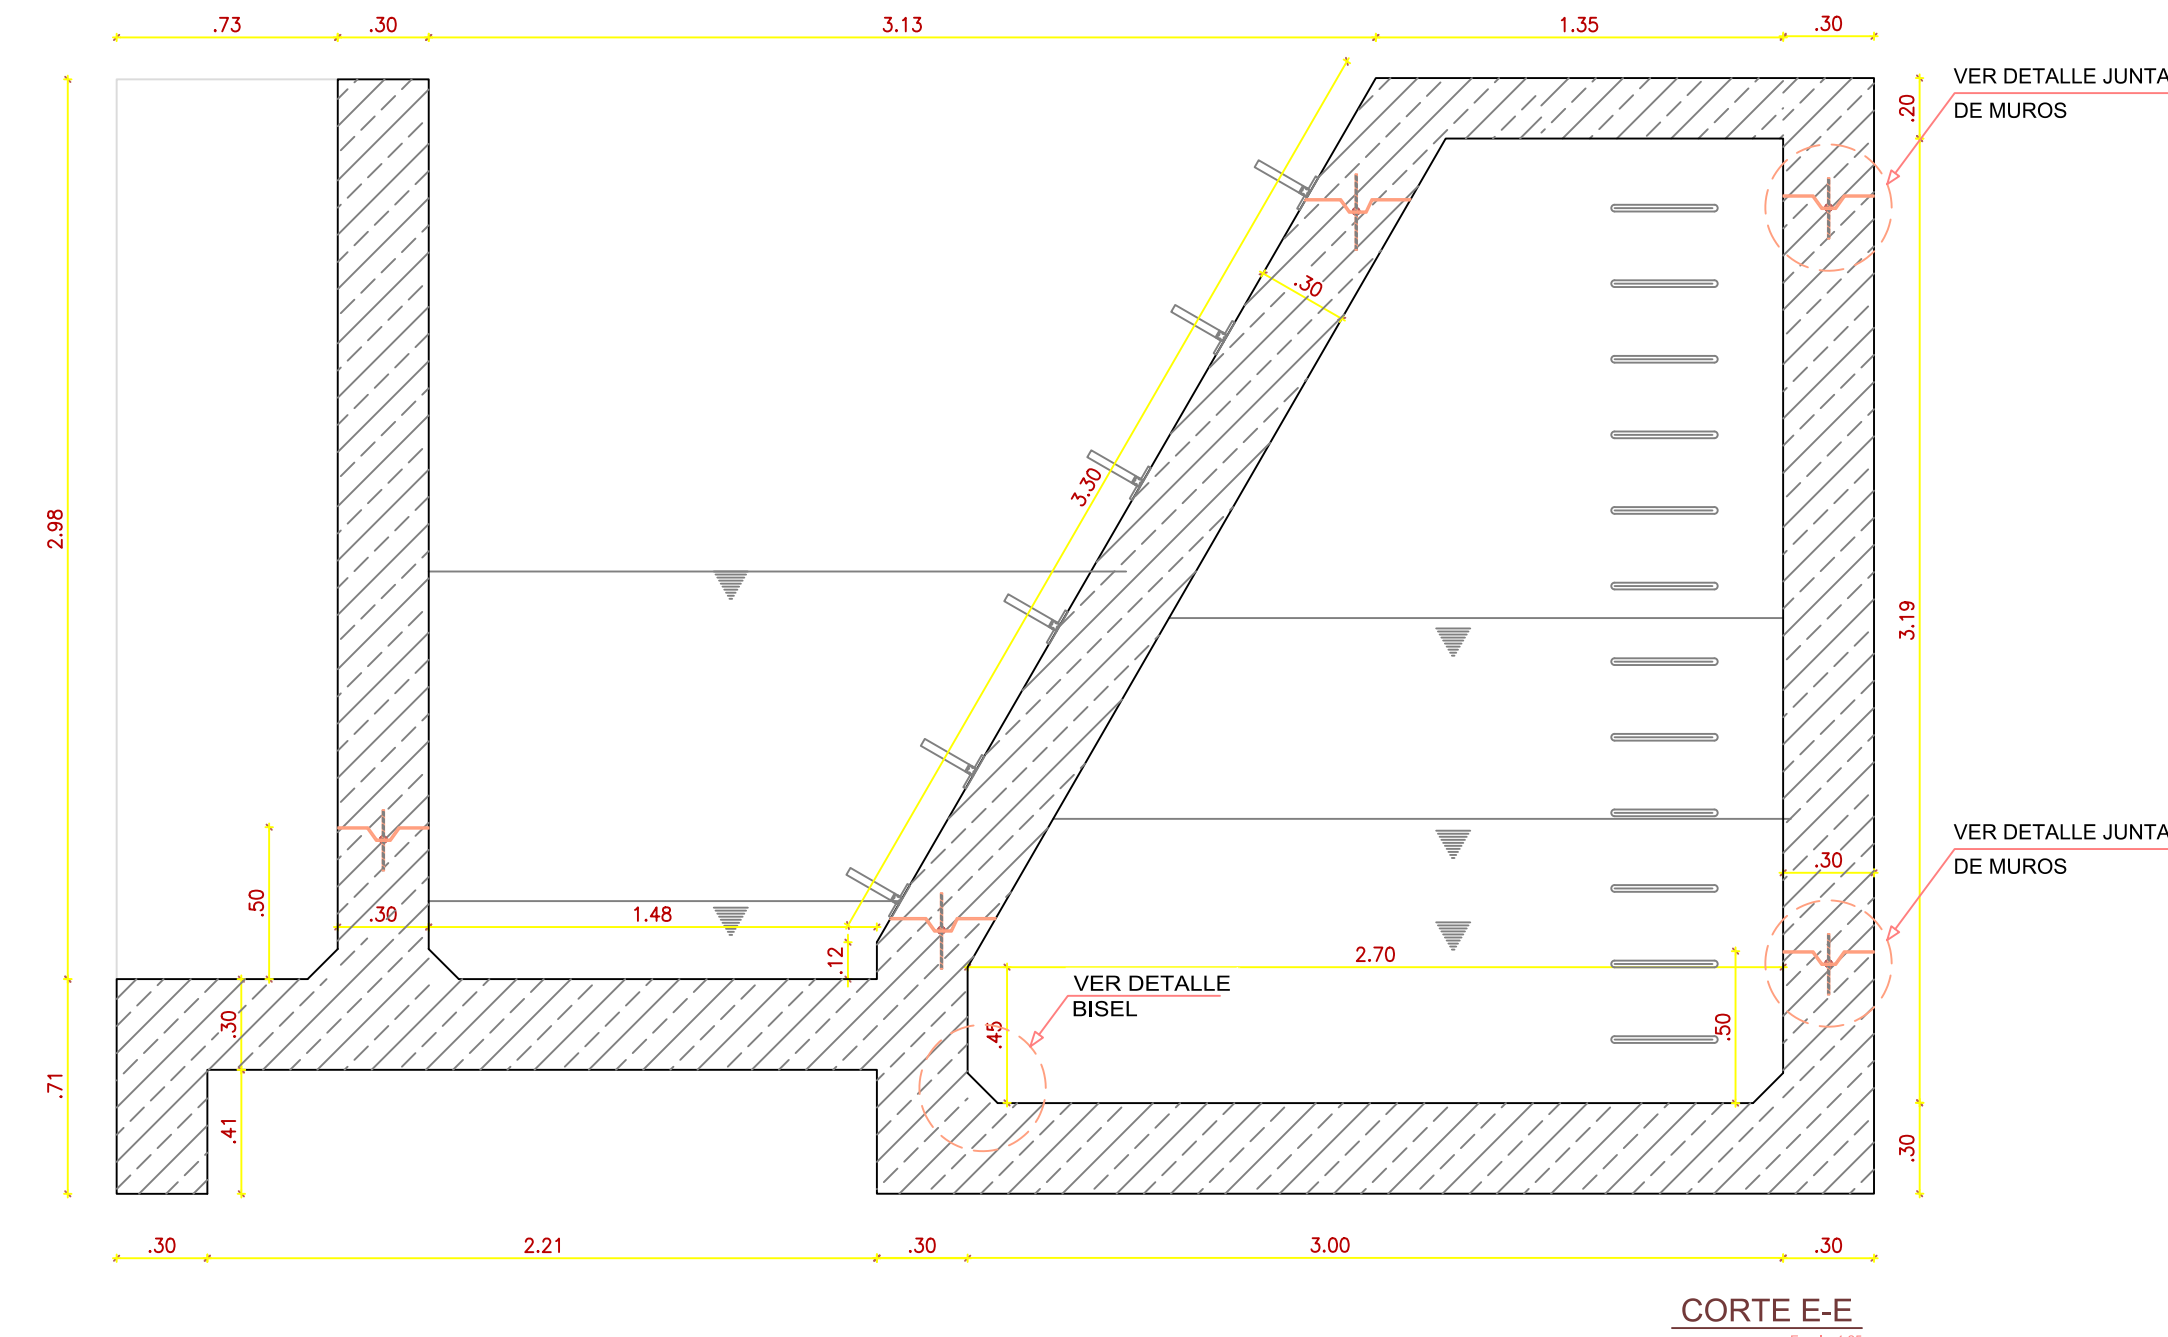 .73 .30 3.13 1.35 .30
VER DETALLE JUNTA
DE MUROS
.20
.30
3.30
2.98
3.19
VER DETALLE JUNTA
DE MUROS
.30
.50
.30 1.48
.12
2.70
VER DETALLE
BISEL
.45
.50
.30
.71
.41
.30
.30 2.21 .30 3.00 .30
CORTE E-E